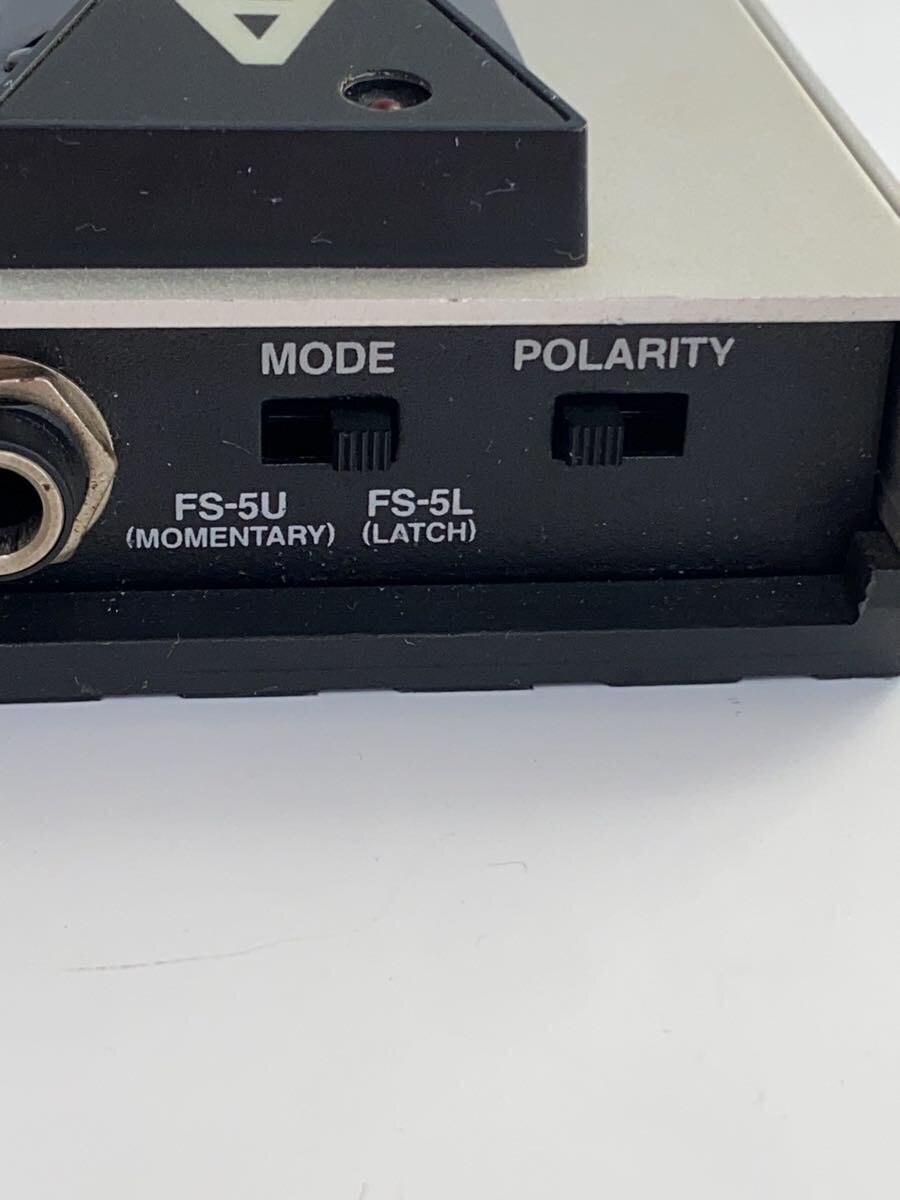 MODE
POLARITY
FS-5U
(MOMENTARY)
FS-5L
(LATCH)